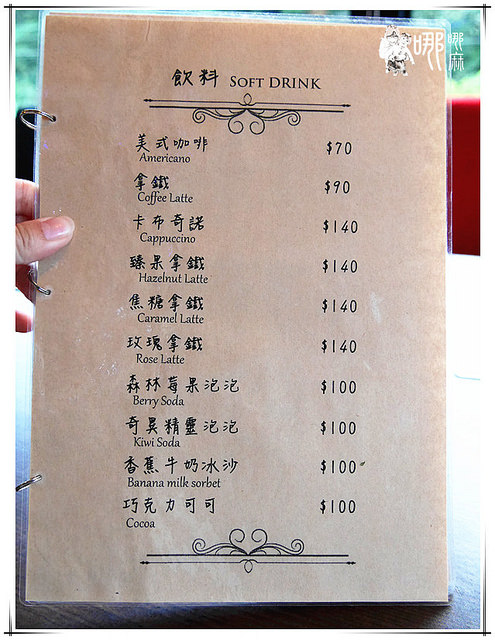 哪哪麻
飲料 SOFT DRINK
美式咖啡 $70
Americano
拿鐵 $90
Coffee Latte
卡布奇諾 $140
Cappuccino
臻果拿鐵 $140
Hazelnut Latte
焦糖拿鐵 $140
Caramel Latte
玫瑰拿鐵 $140
Rose Latte
森林莓果泡泡 $100
Berry Soda
奇異精靈泡泡 $100
Kiwi Soda
香蕉牛奶冰沙 $100
Banana milk sorbet
巧克力可可 $100
Cocoa